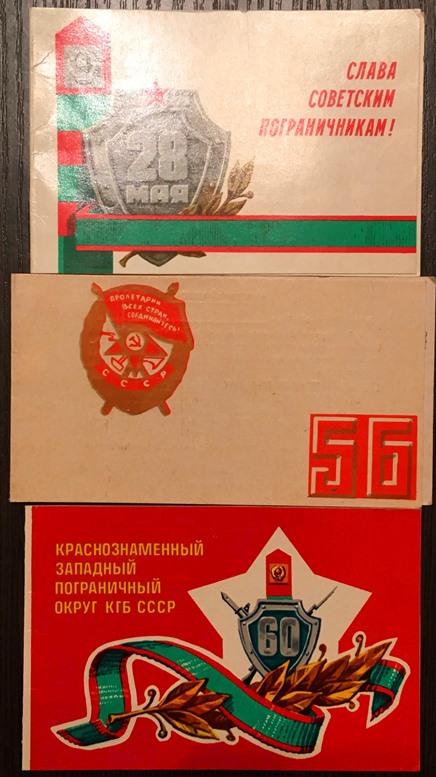 СЛАВА
СОВЕТСКИМ
ПОГРАНИЧНИКАМ!
28
МАЯ
ПРОЛЕТАРИИ
ВСЕХ СТРАН,
СОЕДИНЯЙТЕСЬ!
СССР
56
КРАСНОЗНАМЕННЫЙ
ЗАПАДНЫЙ
ПОГРАНИЧНЫЙ
ОКРУГ КГБ СССР
60